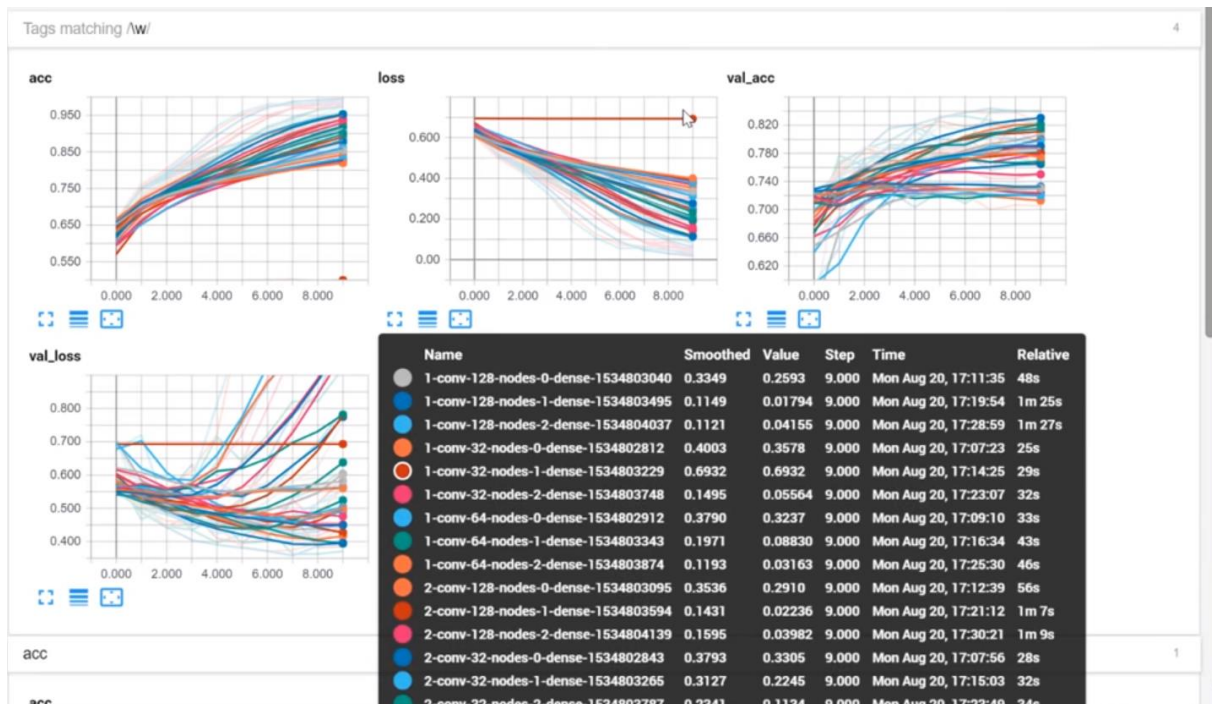 Tags matching /\w/ 4
acc loss val_acc
0.950 0.850 0.750 0.650 0.550
0.000 2.000 4.000 6.000 8.000
0.600 0.400 0.200 0.00
0.000 2.000 4.000 6.000 8.000
0.820 0.780 0.740 0.700 0.660 0.620
0.000 2.000 4.000 6.000 8.000
val_loss
0.800 0.700 0.600 0.500 0.400
0.000 2.000 4.000 6.000 8.000
Name Smoothed Value Step Time Relative
1-conv-128-nodes-0-dense-1534803040 0.3349 0.2593 9.000 Mon Aug 20, 17:11:35 48s
1-conv-128-nodes-1-dense-1534803495 0.1149 0.01794 9.000 Mon Aug 20, 17:19:54 1m 25s
1-conv-128-nodes-2-dense-1534804037 0.1121 0.04155 9.000 Mon Aug 20, 17:28:59 1m 27s
1-conv-32-nodes-0-dense-1534802812 0.4003 0.3578 9.000 Mon Aug 20, 17:07:23 25s
1-conv-32-nodes-1-dense-1534803229 0.6932 0.6932 9.000 Mon Aug 20, 17:14:25 29s
1-conv-32-nodes-2-dense-1534803748 0.1495 0.05564 9.000 Mon Aug 20, 17:23:07 32s
1-conv-64-nodes-0-dense-1534802912 0.3790 0.3237 9.000 Mon Aug 20, 17:09:10 33s
1-conv-64-nodes-1-dense-1534803343 0.1971 0.08830 9.000 Mon Aug 20, 17:16:34 43s
1-conv-64-nodes-2-dense-1534803874 0.1193 0.03163 9.000 Mon Aug 20, 17:25:30 46s
2-conv-128-nodes-0-dense-1534803095 0.3536 0.2910 9.000 Mon Aug 20, 17:12:39 56s
2-conv-128-nodes-1-dense-1534803594 0.1431 0.02236 9.000 Mon Aug 20, 17:21:12 1m 7s
2-conv-128-nodes-2-dense-1534804139 0.1595 0.03982 9.000 Mon Aug 20, 17:30:21 1m 9s
2-conv-32-nodes-0-dense-1534802843 0.3793 0.3305 9.000 Mon Aug 20, 17:07:56 28s
2-conv-32-nodes-1-dense-1534803265 0.3127 0.2245 9.000 Mon Aug 20, 17:15:03 32s
acc 1
acc